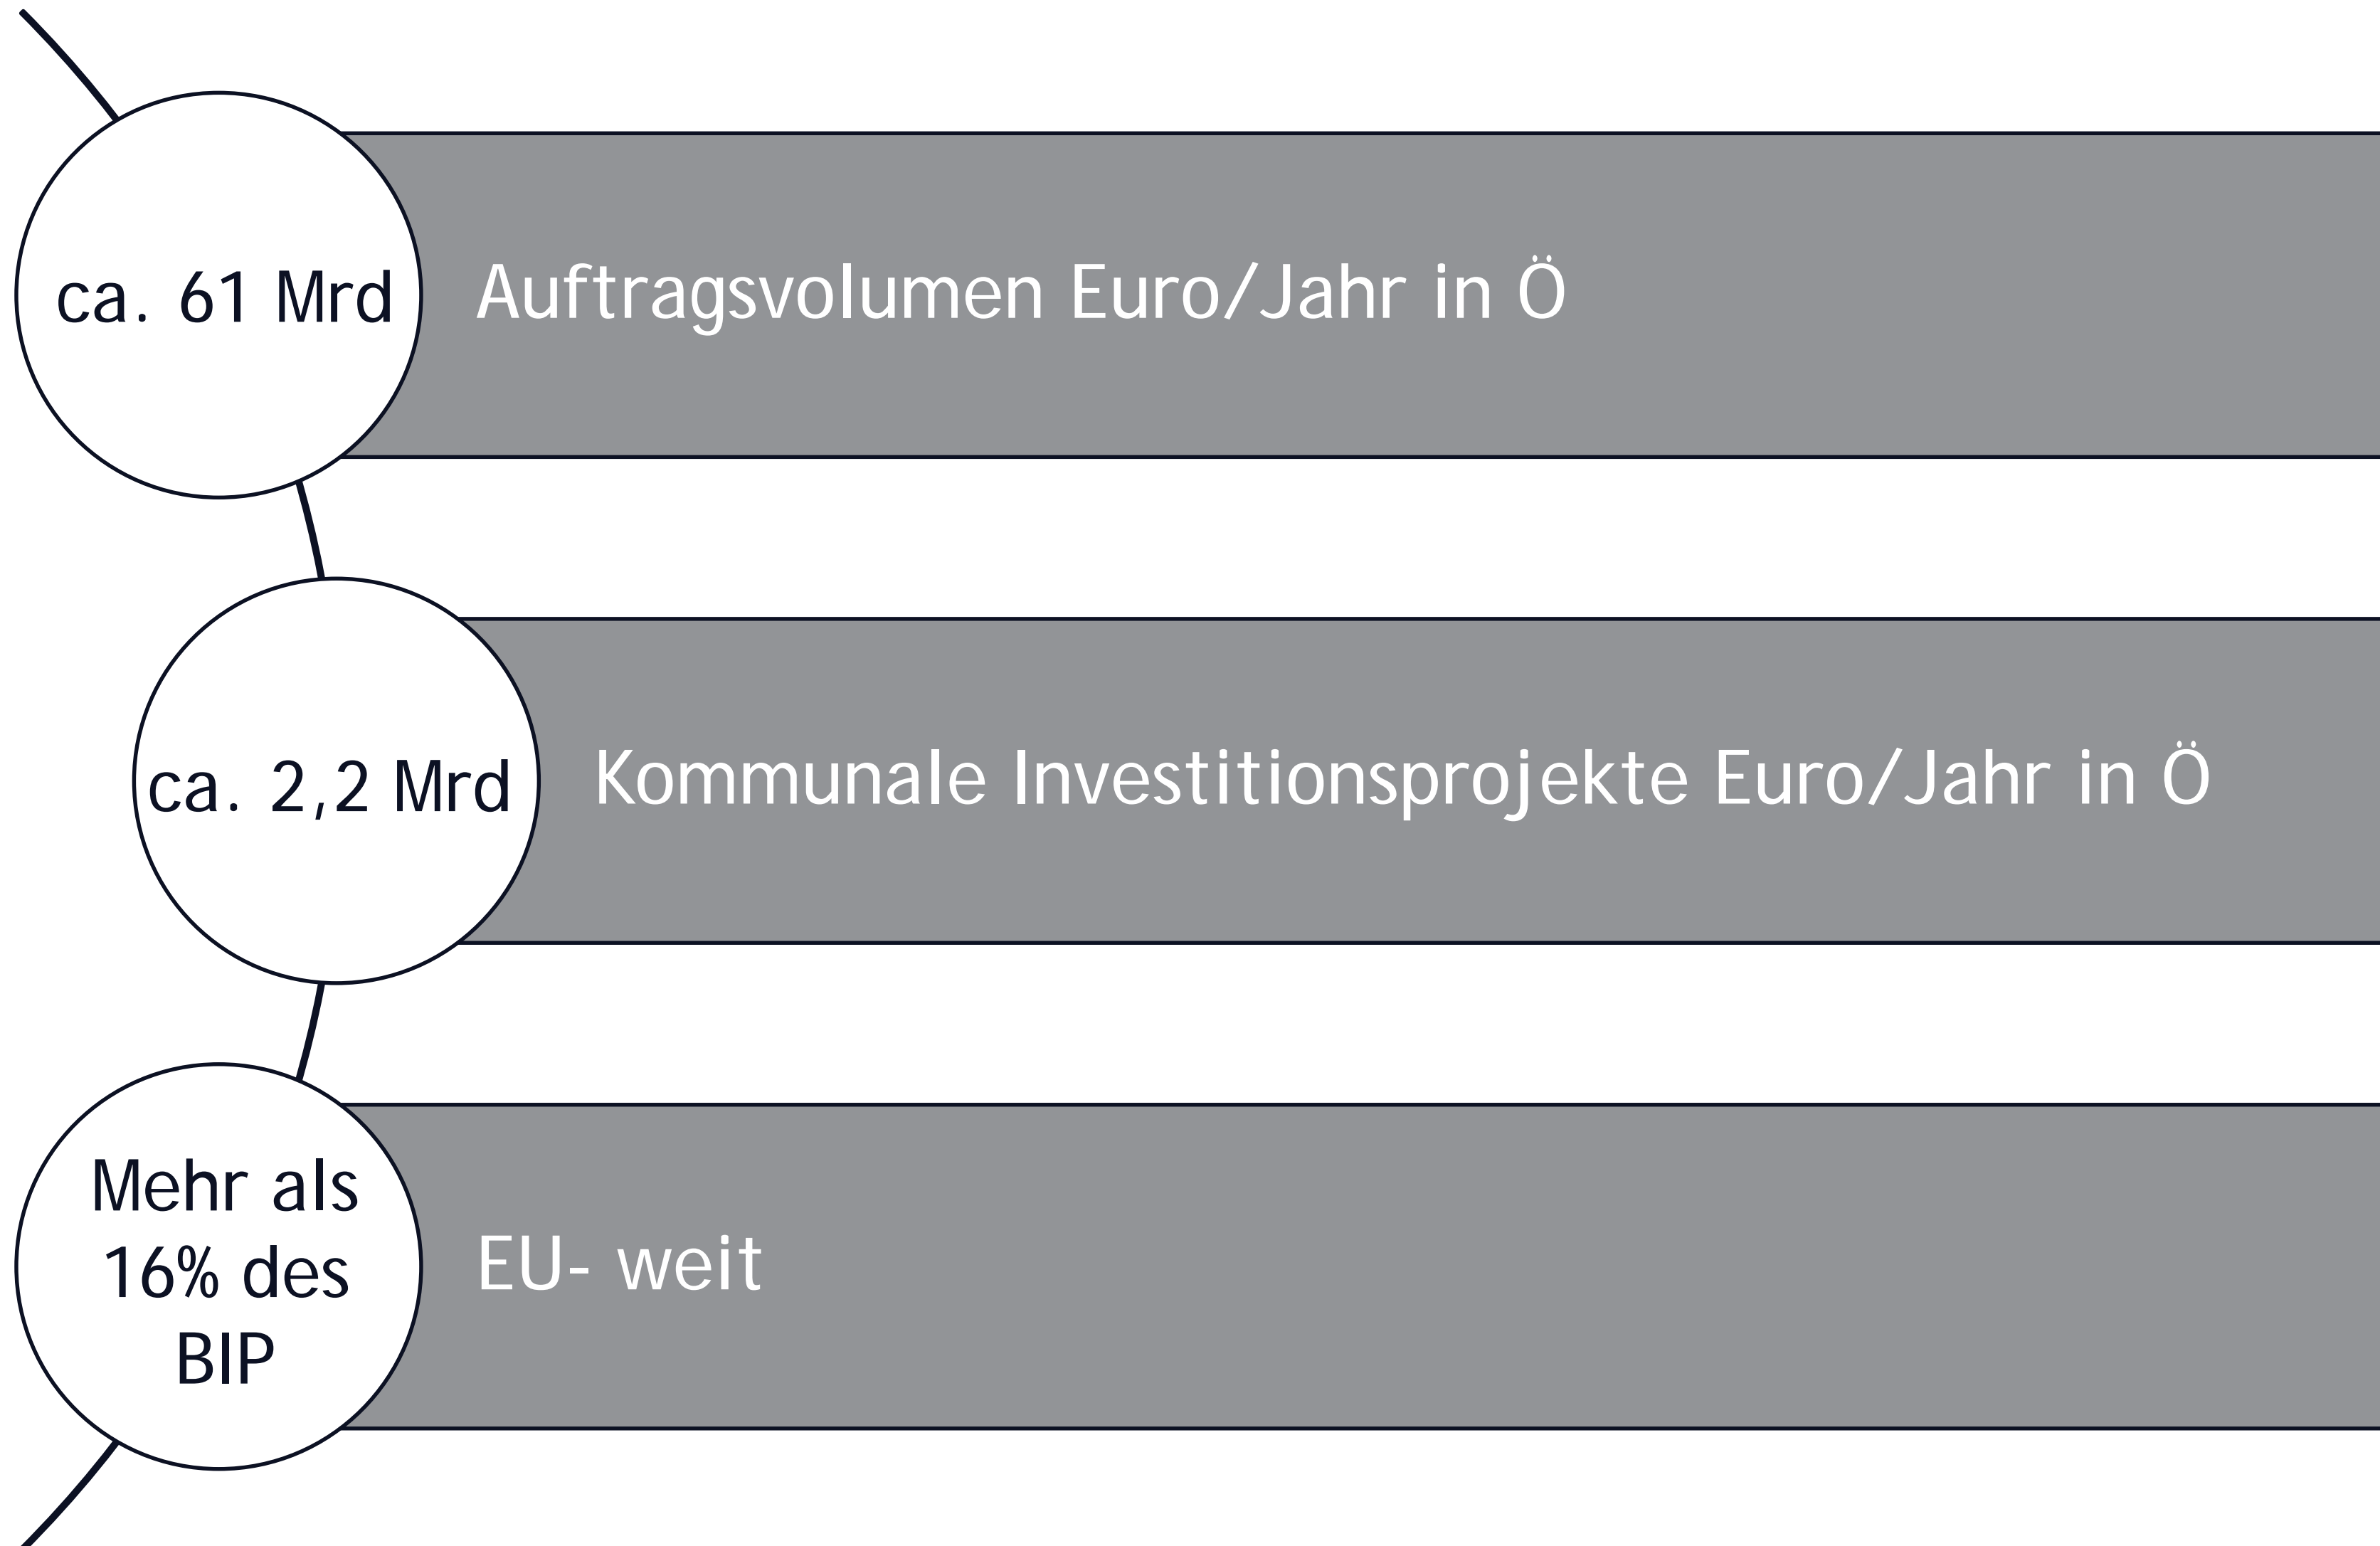 ca. 61 Mrd
Auftragsvolumen Euro/Jahr in Ö
ca. 2,2 Mrd
Kommunale Investitionsprojekte Euro/Jahr in Ö
Mehr als
16% des
BIP
EU- weit